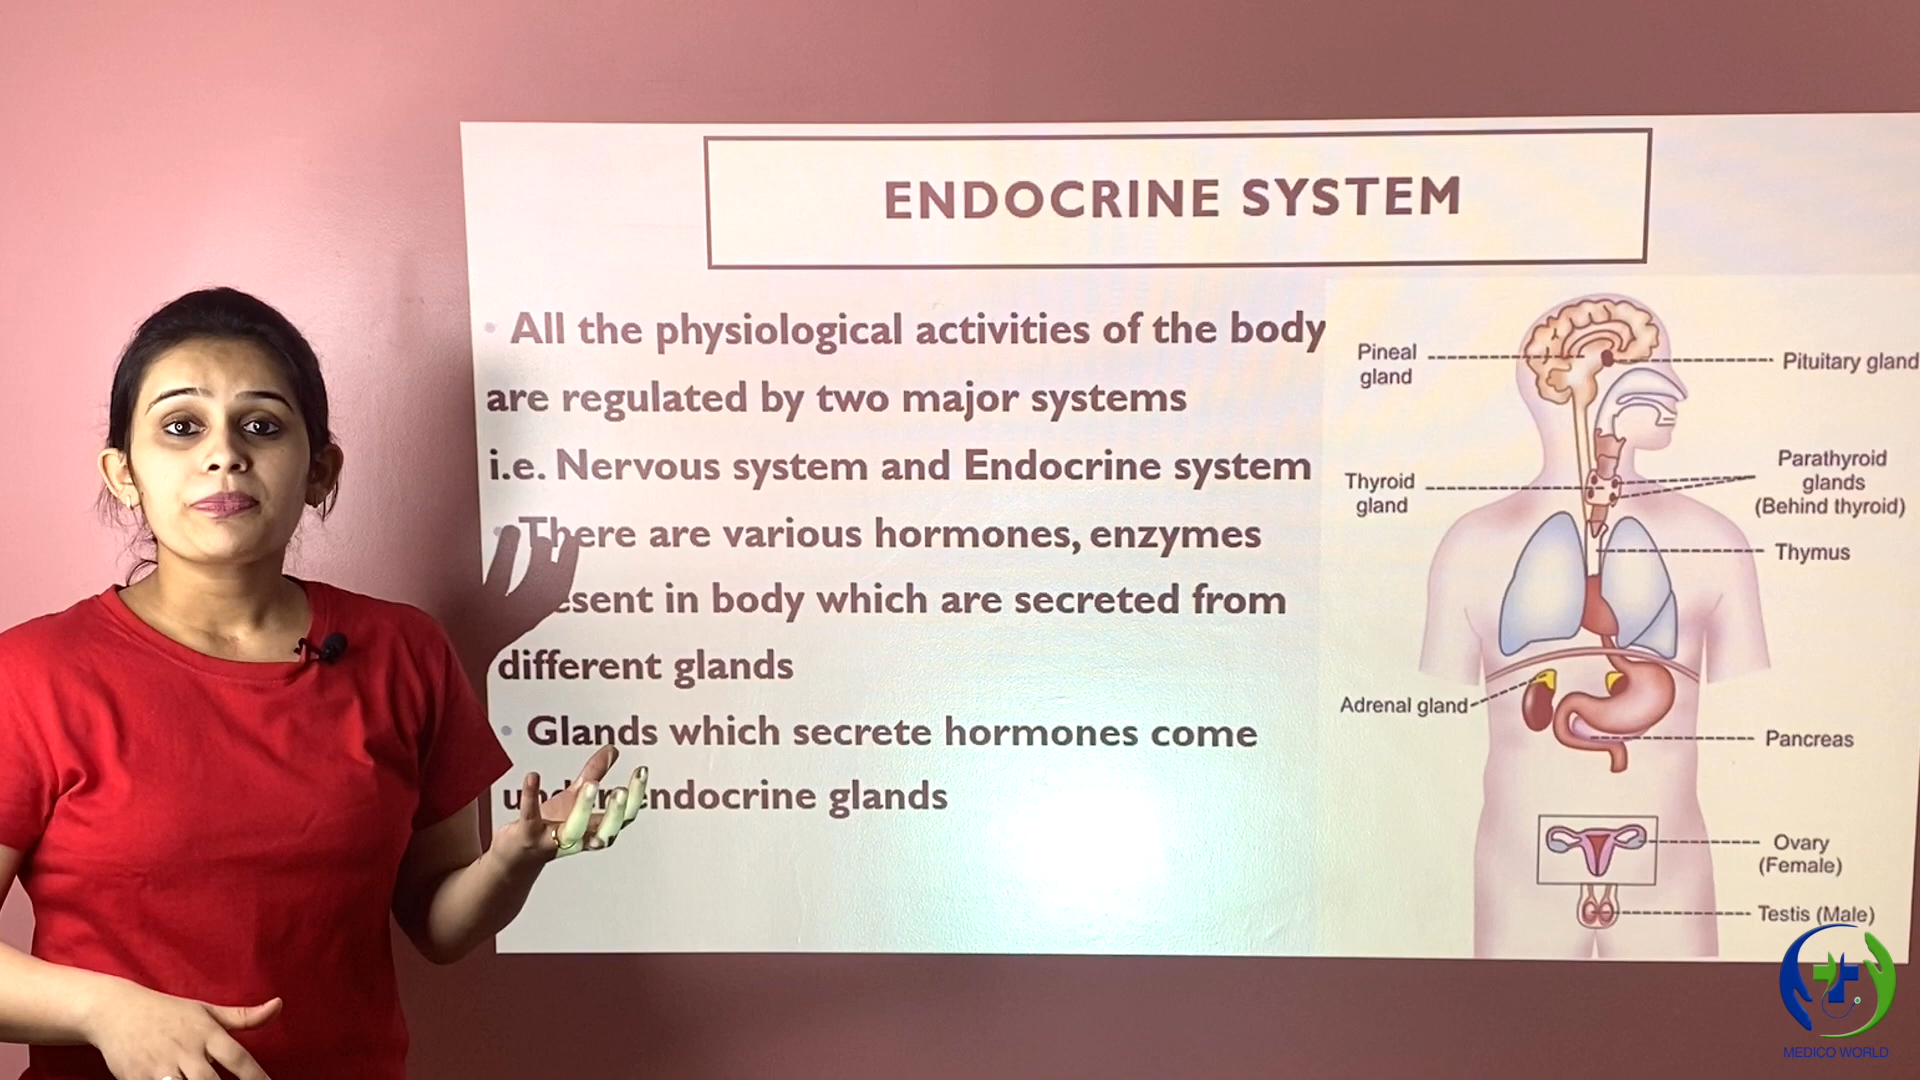 ENDOCRINE SYSTEM
• All the physiological activities of the body
are regulated by two major systems
i.e. Nervous system and Endocrine system
• There are various hormones, enzymes
esent in body which are secreted from
different glands
• Glands which secrete hormones come
under endocrine glands
Pineal
gland
Pituitary gland
Thyroid
gland
Parathyroid
glands
(Behind thyroid)
Thymus
Adrenal gland
Pancreas
Ovary
(Female)
Testis (Male)
MEDICO WORLD